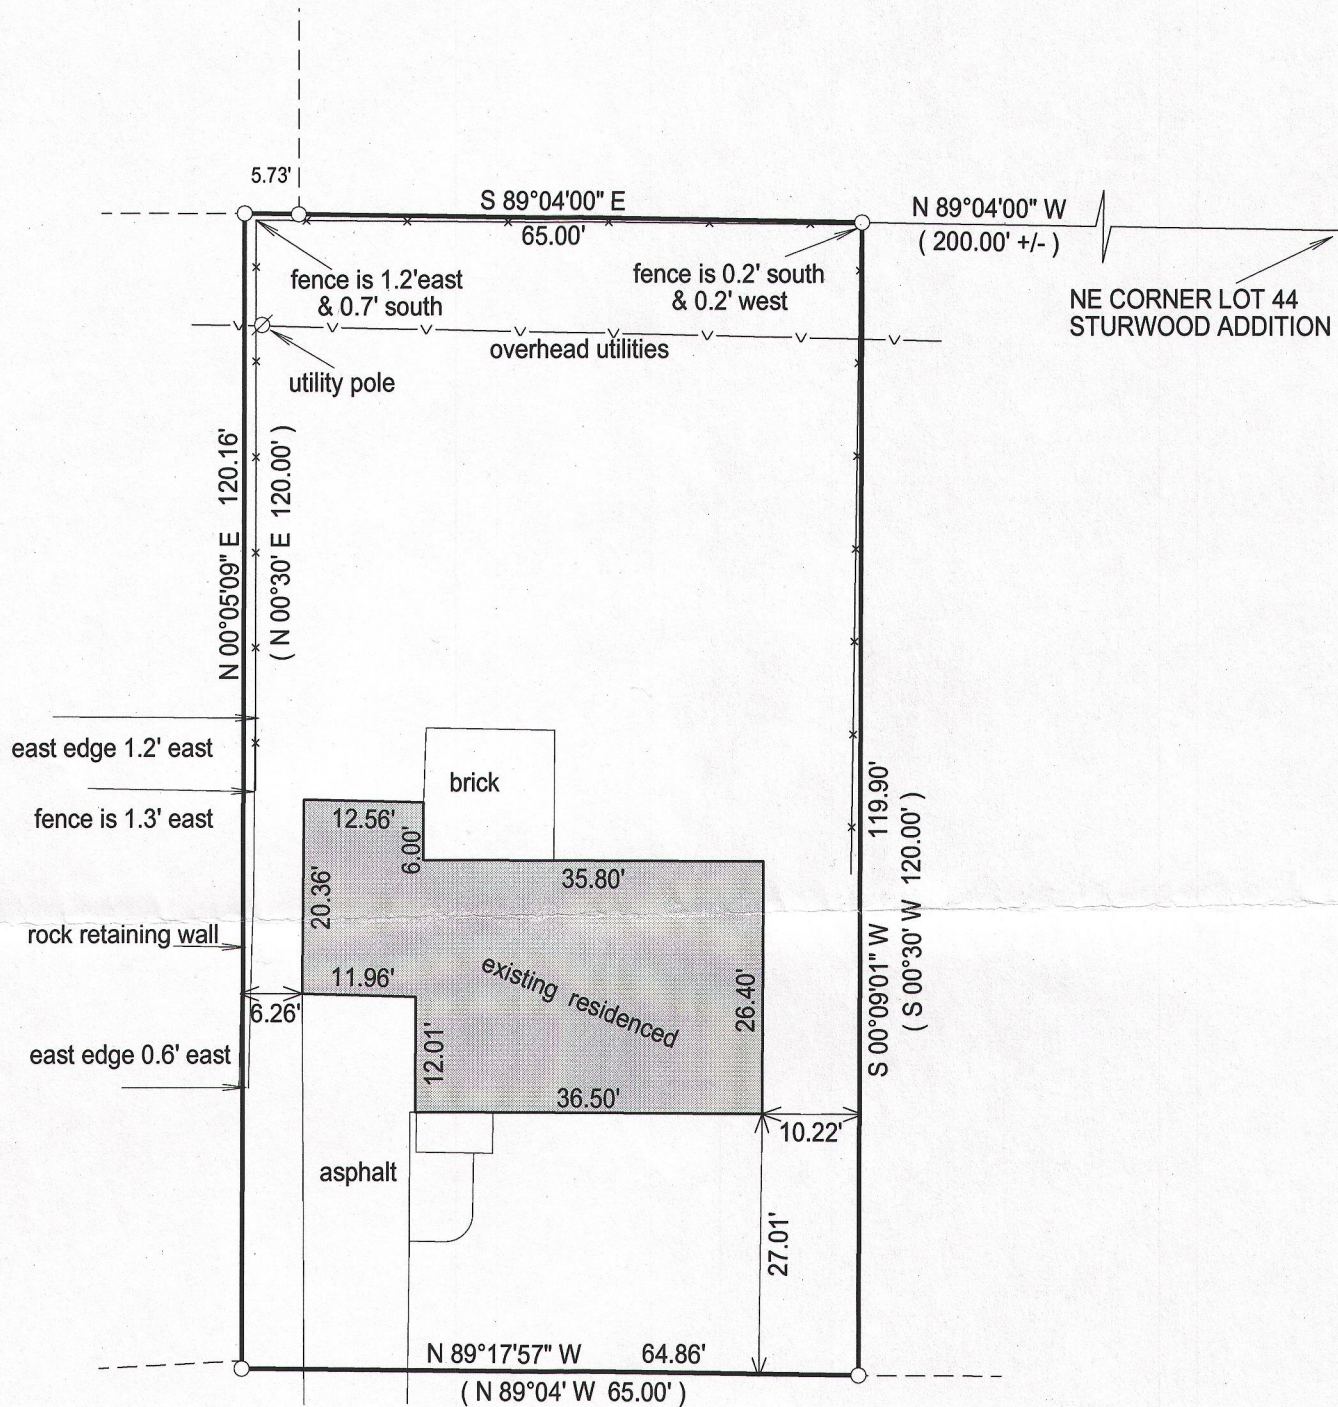 5.73'
S 89°04'00" E
65.00'
N 89°04'00" W
( 200.00' +/- )
NE CORNER LOT 44
STURWOOD ADDITION
fence is 1.2'east
& 0.7' south
fence is 0.2' south
& 0.2' west
overhead utilities
utility pole
N 00°05'09" E 120.16'
( N 00°30' E 120.00' )
east edge 1.2' east
fence is 1.3' east
rock retaining wall
east edge 0.6' east
brick
12.56'
6.00'
35.80'
20.36'
11.96'
6.26'
12.01'
existing residenced
26.40'
36.50'
10.22'
27.01'
asphalt
S 00°09'01" W 119.90'
( S 00°30' W 120.00' )
N 89°17'57" W 64.86'
( N 89°04' W 65.00' )